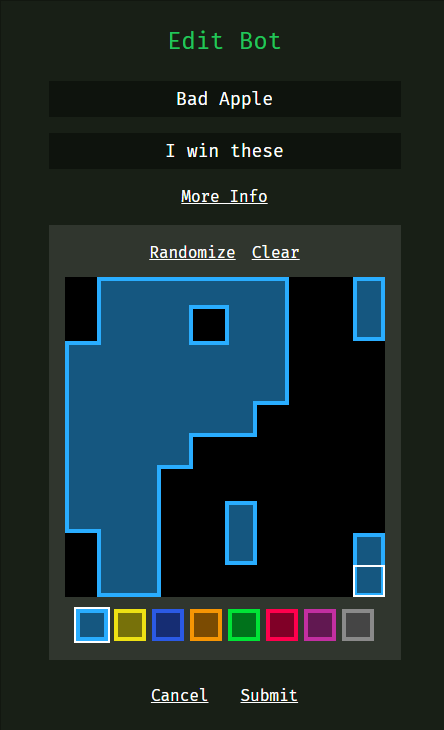 Edit Bot
Bad Apple
I win these
More Info
Randomize Clear
Cancel Submit